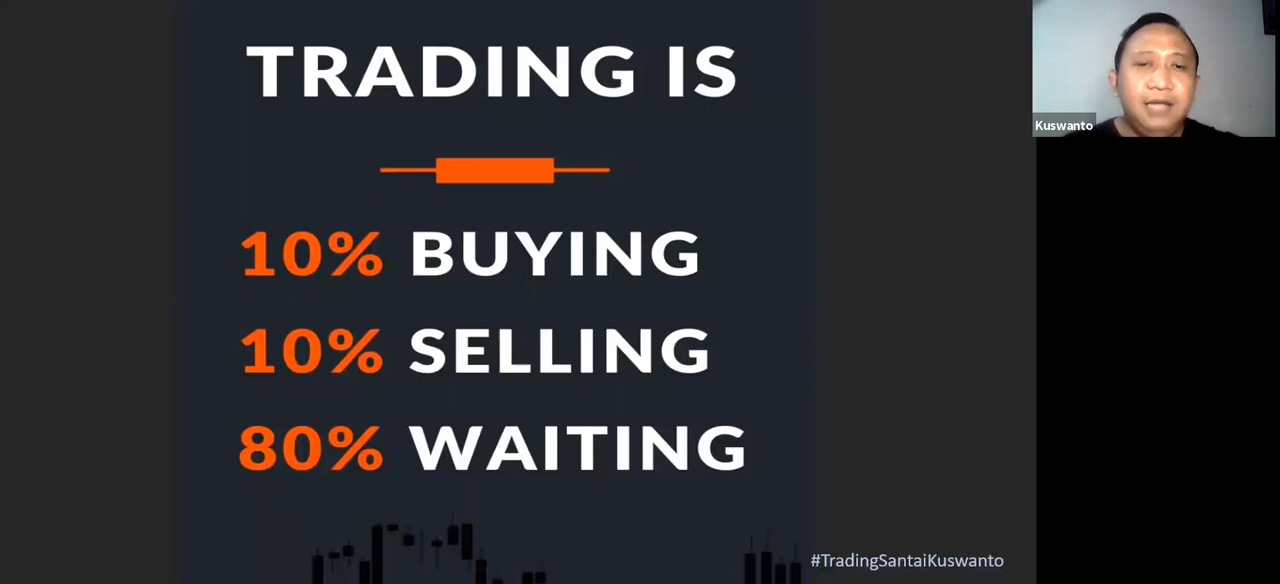 TRADING IS
10% BUYING
10% SELLING
80% WAITING
#TradingSantaiKuswanto
Kuswanto